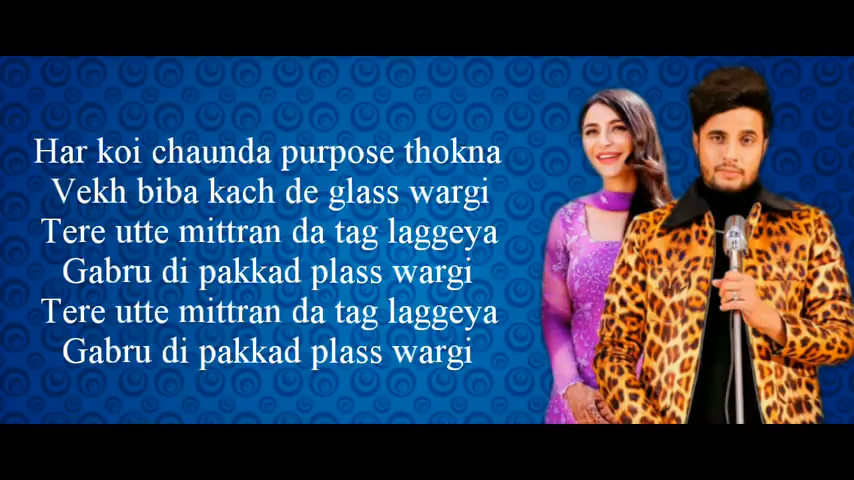 Har koi chaunda purpose thokna
Vekh biba kach de glass wargi
Tere utte mittran da tag laggeya
Gabru di pakkad plass wargi
Tere utte mittran da tag laggeya
Gabru di pakkad plass wargi